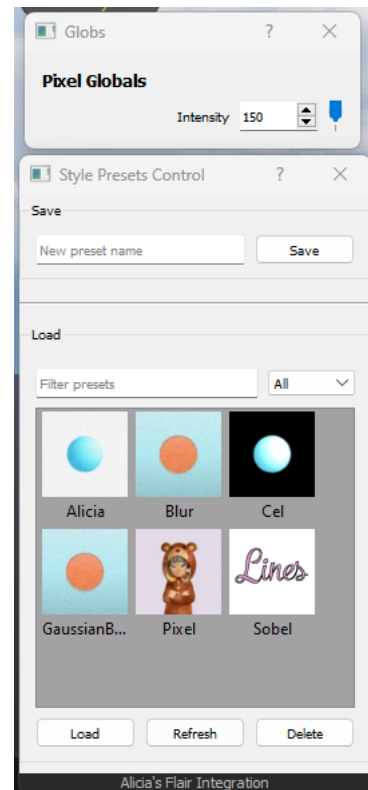 Globs ?
Pixel Globals
Intensity 150
Style Presets Control ?
Save
New preset name Save
Load
Filter presets All
Alicia Blur Cel
Lines
GaussianB... Pixel Sobel
Load Refresh Delete
Alicia's Flair Integration